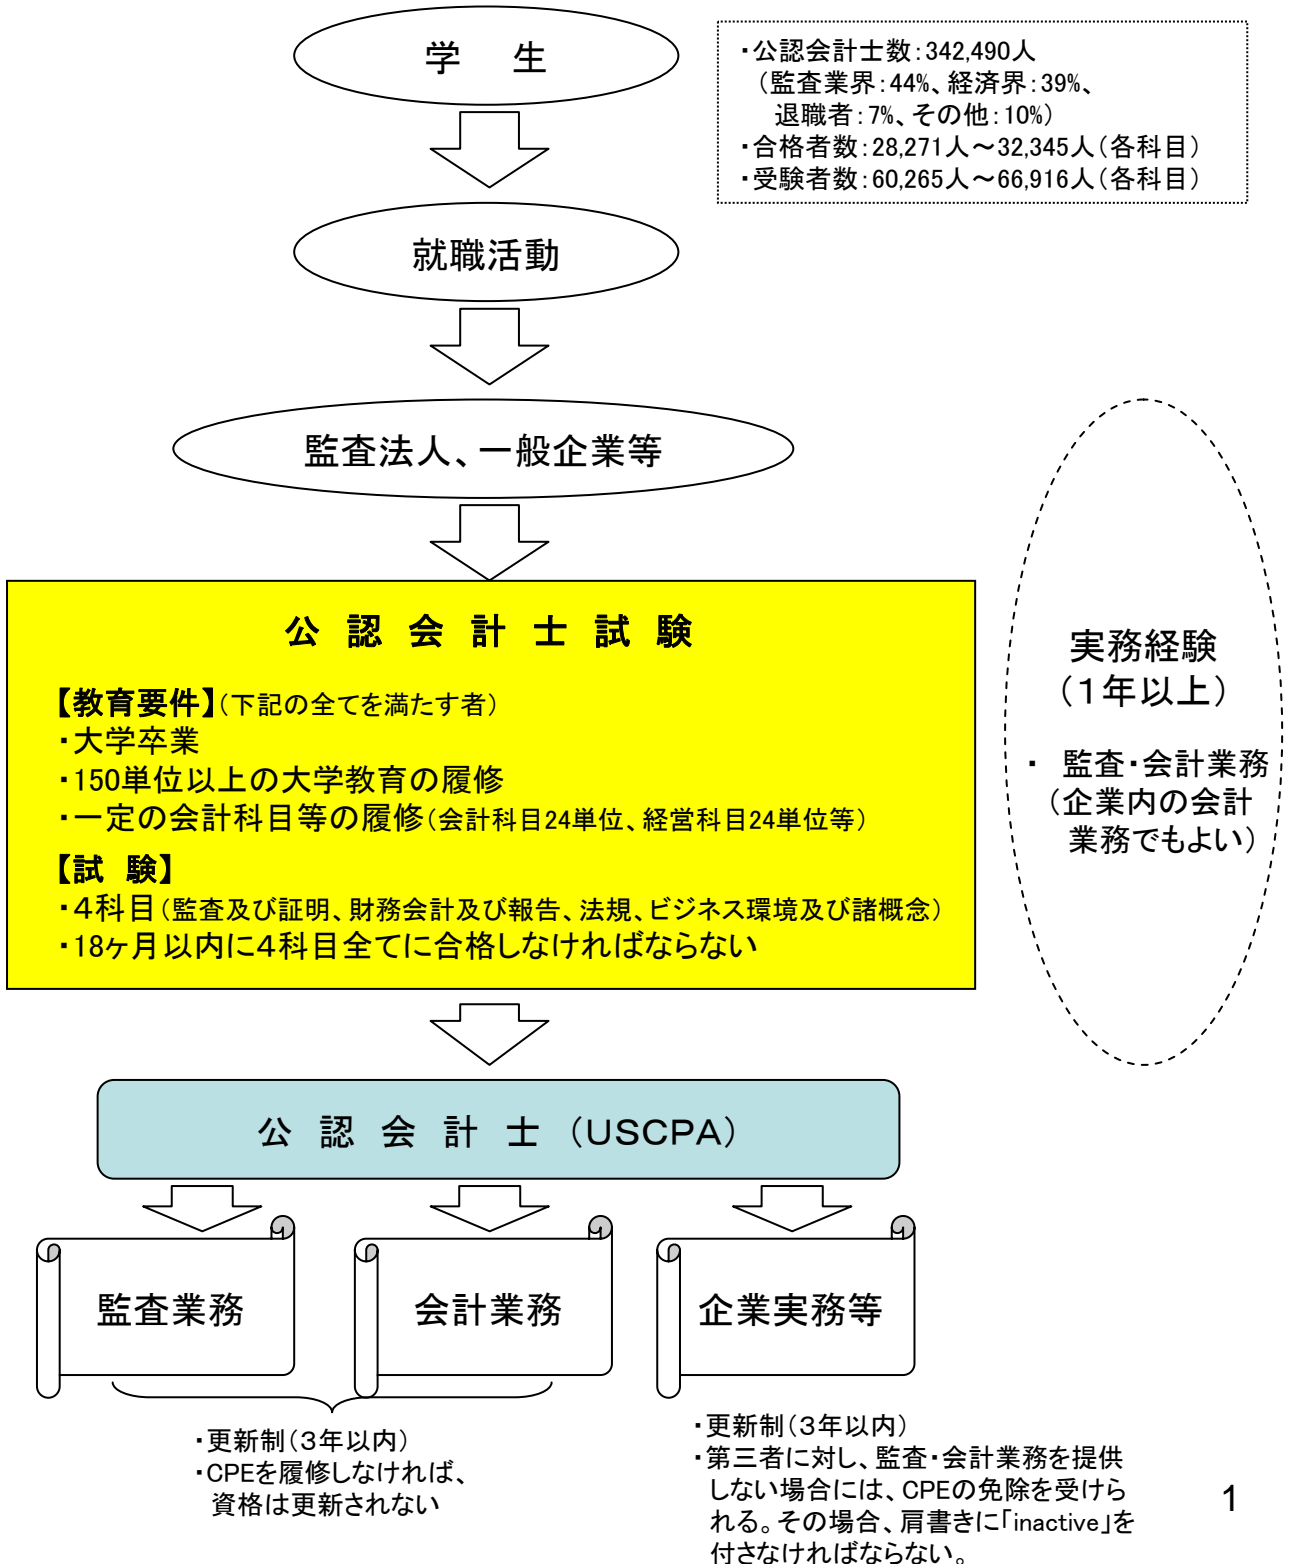 学　生
・公認会計士数：342,490人
（監査業界：44%、経済界：39%、
退職者：7%、その他：10%）
・合格者数：28,271人～32,345人（各科目）
・受験者数：60,265人～66,916人（各科目）
就職活動
監査法人、一般企業等
公 認 会 計 士 試 験
【教育要件】（下記の全てを満たす者）
・大学卒業
・150単位以上の大学教育の履修
・一定の会計科目等の履修（会計科目24単位、経営科目24単位等）
【試 験】
・４科目（監査及び証明、財務会計及び報告、法規、ビジネス環境及び諸概念）
・18ヶ月以内に４科目全てに合格しなければならない
実務経験
（１年以上）
・ 監査・会計業務
（企業内の会計
業務でもよい）
公 認 会 計 士 （USCPA）
監査業務
会計業務
企業実務等
・更新制（３年以内）
・CPEを履修しなければ、
資格は更新されない
・更新制（３年以内）
・第三者に対し、監査・会計業務を提供
しない場合には、CPEの免除を受けら
れる。その場合、肩書きに「inactive」を
付さなければならない。
1